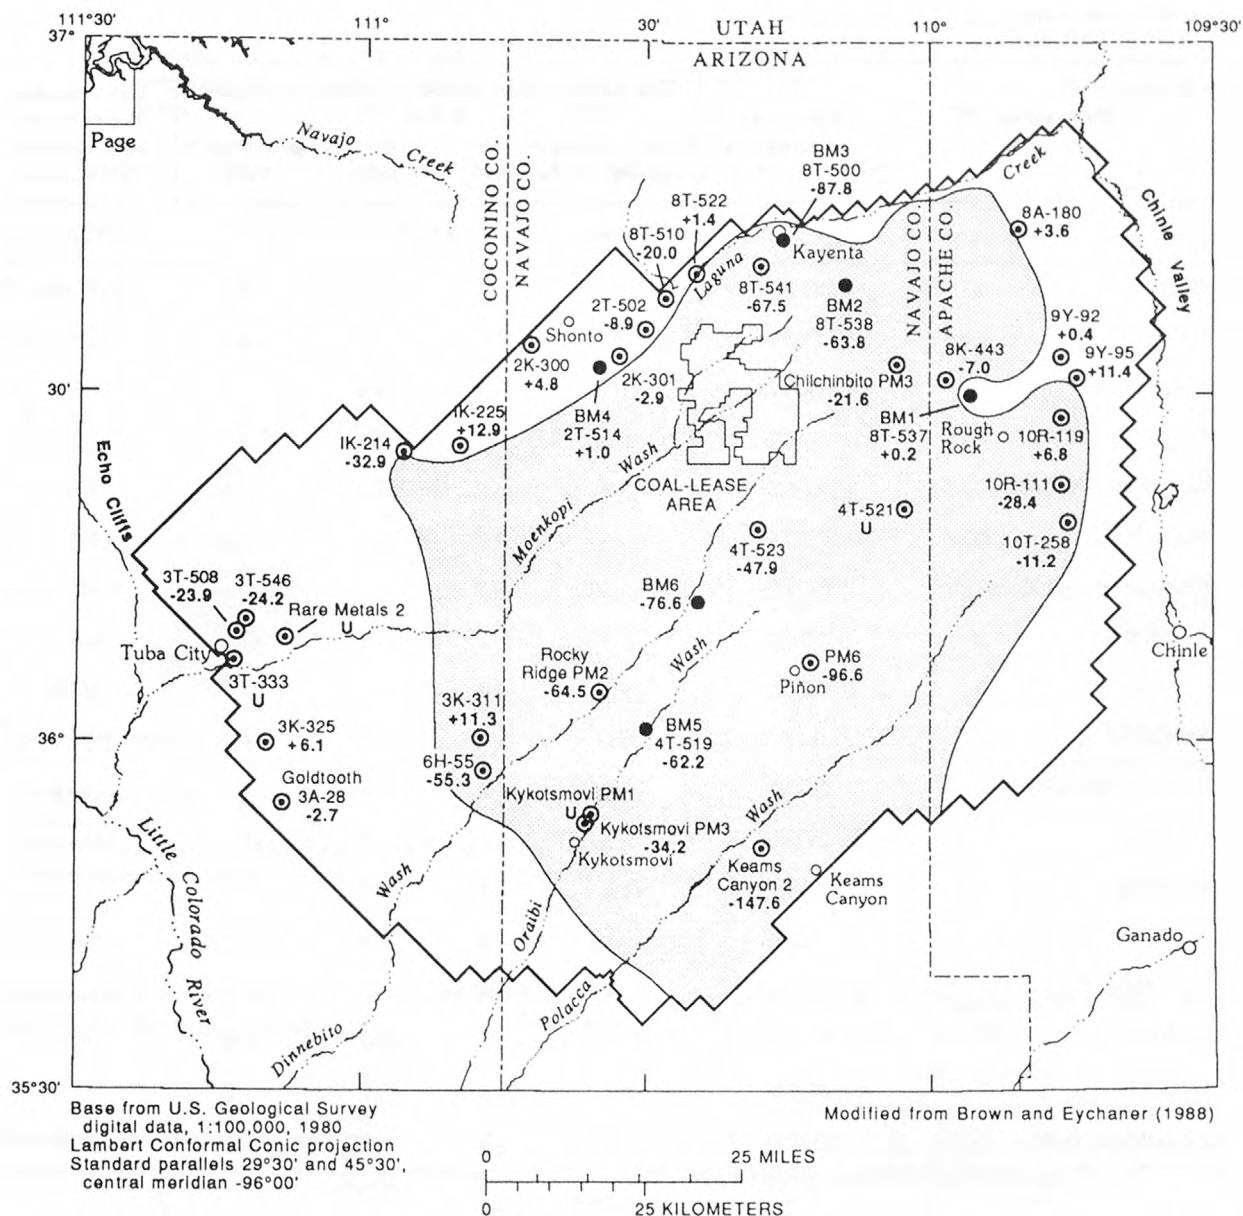 111°30'
111°
30'
110°
109°30'
37°
UTAH
ARIZONA
Page
Navajo
Creek
COCONINO CO.
NAVAJO CO.
BM3
8T-500
-87.8
Creek
Chinle
Valley
8T-522
+1.4
8T-510
-20.0
Laguna
Kayenta
NAVAJO CO.
APACHE CO.
8A-180
+3.6
2T-502
-8.9
Shonto
8T-541
-67.5
BM2
8T-538
-63.8
9Y-92
+0.4
9Y-95
+11.4
8K-443
-7.0
2K-300
+4.8
2K-301
-2.9
Chilchinbito PM3
-21.6
30'
BM4
2T-514
+1.0
BM1
8T-537
+0.2
Rough
Rock
10R-119
+6.8
1K-225
+12.9
1K-214
-32.9
Echo Cliffs
Wash
Moenkopi
COAL-LEASE
AREA
10R-111
-28.4
4T-521
U
4T-523
-47.9
10T-258
-11.2
3T-508
-23.9
3T-546
-24.2
Rare Metals 2
U
BM6
-76.6
Wash
Tuba City
3T-333
U
Rocky
Ridge PM2
-64.5
PM6
-96.6
Piñon
Chinle
3K-311
+11.3
3K-325
+6.1
36°
BM5
4T-519
-62.2
6H-55
-55.3
Goldtooth
3A-28
-2.7
Kykotsmovi PM1
U
Kykotsmovi PM3
-34.2
Kykotsmovi
Wash
Keams
Canyon 2
-147.6
Keams
Canyon
Little
Colorado
River
Wash
Oraibi
Polacca
Dinnebito
Ganado
35°30'
Base from U.S. Geological Survey
digital data, 1:100,000, 1980
Lambert Conformal Conic projection
Standard parallels 29°30' and 45°30',
central meridian -96°00'
Modified from Brown and Eychaner (1988)
0
25 MILES
0
25 KILOMETERS